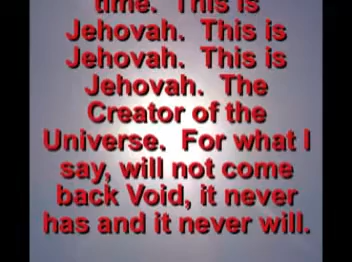 time. This is
Jehovah. This is
Jehovah. This is
Jehovah. The
Creator of the
Universe. For what I
say, will not come
back Void, it never
has and it never will.